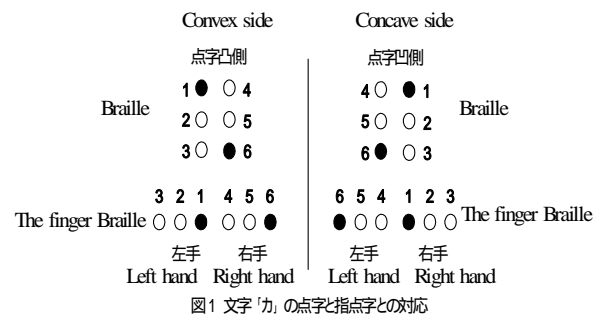 Convex side Concave side
点字凸側 点字凹側
1 4 4 1
Braille 2 5 5 2 Braille
3 6 6 3
3 2 1 4 5 6 6 5 4 1 2 3
The finger Braille The finger Braille
左手 右手 左手 右手
Left hand Right hand Left hand Right hand
図1 文字「カ」の点字と指点字との対応